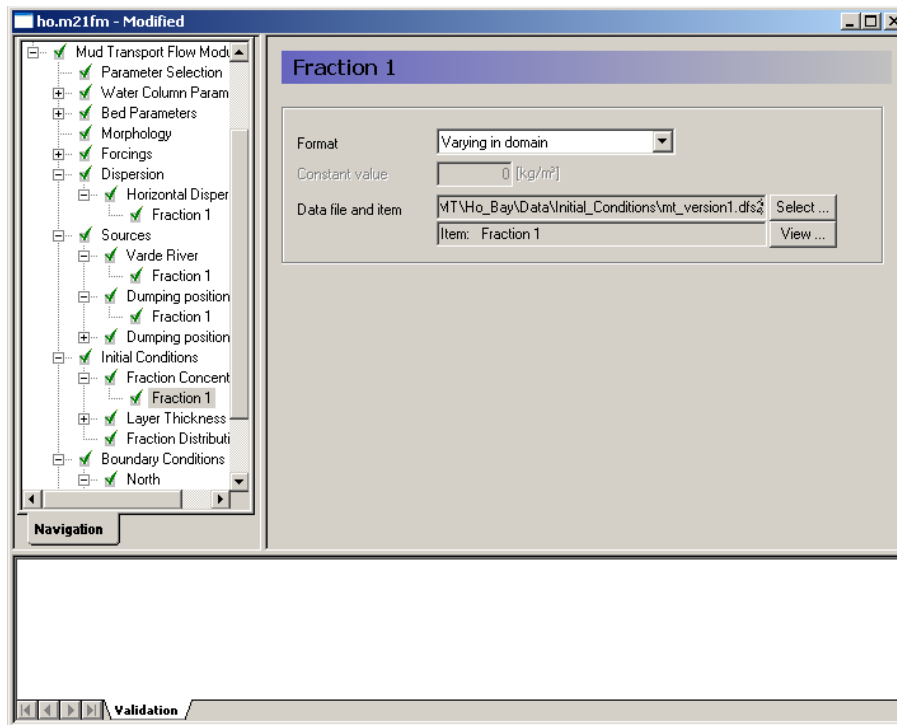 ho.m21fm - Modified
Mud Transport Flow Modu
Parameter Selection
Water Column Param
Bed Parameters
Morphology
Forcings
Dispersion
Horizontal Disper
Fraction 1
Sources
Varde River
Fraction 1
Dumping position
Fraction 1
Dumping position
Initial Conditions
Fraction Concent
Fraction 1
Layer Thickness
Fraction Distributi
Boundary Conditions
North
Navigation
Fraction 1
Format Varying in domain
Constant value 0 [kg/m³]
Data file and item MT\Ho_Bay\Data\Initial_Conditions\mt_version1.dfs2 Select ...
Item: Fraction 1 View ...
Validation